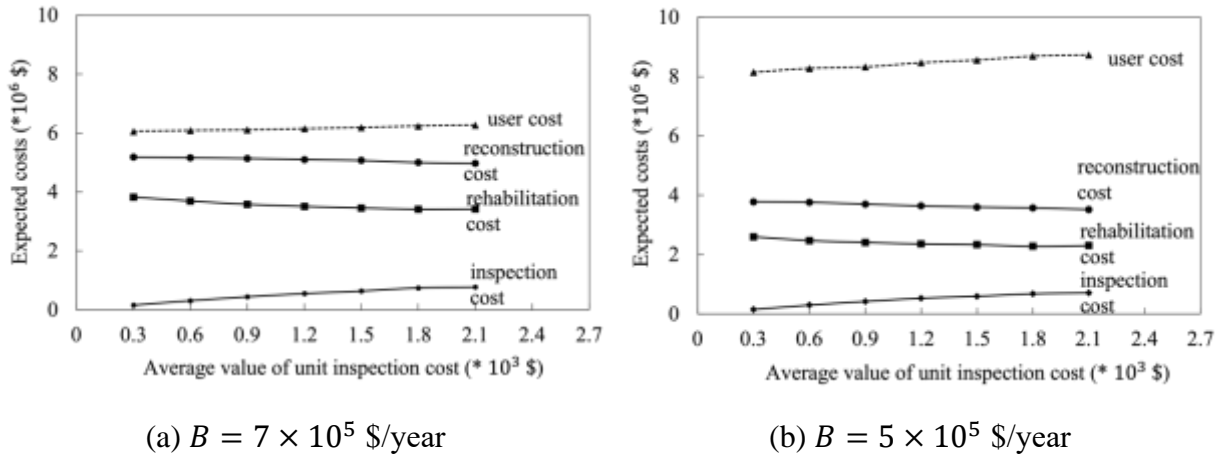 Expected costs (*10⁶ $)
10
8
6
4
2
0
user cost
reconstruction
cost
rehabilitation
cost
inspection
cost
0.3 0.6 0.9 1.2 1.5 1.8 2.1 2.4 2.7
Average value of unit inspection cost (* 10³ $)
(a) B = 7 × 10⁵ $/year
Expected costs (*10⁶ $)
10
8
6
4
2
0
user cost
reconstruction
cost
rehabilitation
cost
inspection
cost
0.3 0.6 0.9 1.2 1.5 1.8 2.1 2.4 2.7
Average value of unit inspection cost (* 10³ $)
(b) B = 5 × 10⁵ $/year